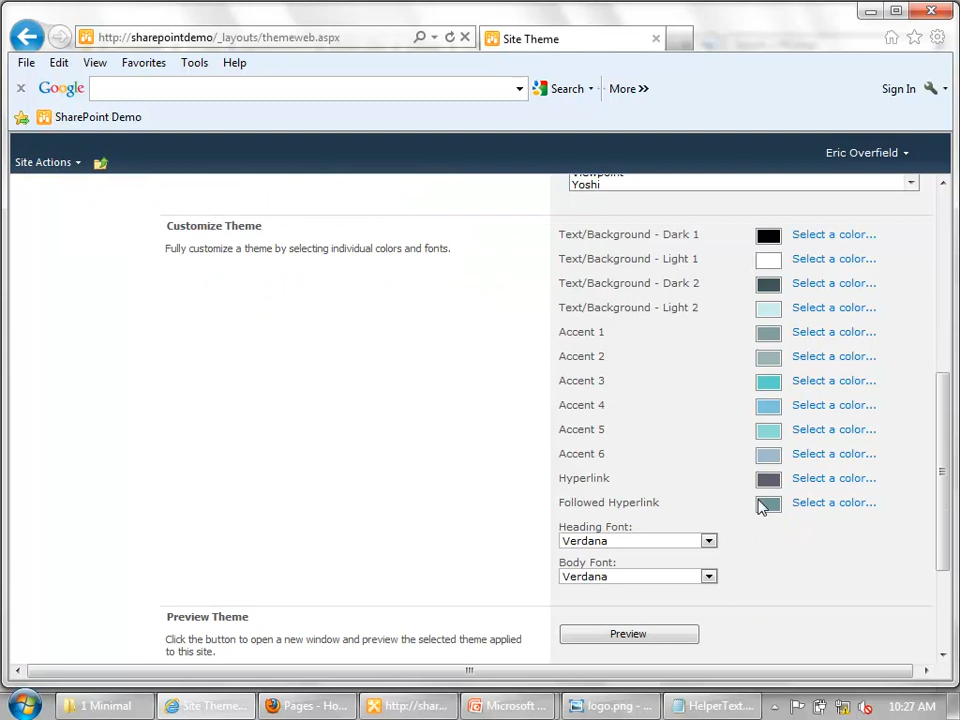 http://sharepointdemo/_layouts/themeweb.aspx
Site Theme
File Edit View Favorites Tools Help
x Google Search More »
Sign In
SharePoint Demo
Eric Overfield
Site Actions
Viewpoint
Yoshi
Customize Theme
Fully customize a theme by selecting individual colors and fonts.
Text/Background - Dark 1 Select a color...
Text/Background - Light 1 Select a color...
Text/Background - Dark 2 Select a color...
Text/Background - Light 2 Select a color...
Accent 1 Select a color...
Accent 2 Select a color...
Accent 3 Select a color...
Accent 4 Select a color...
Accent 5 Select a color...
Accent 6 Select a color...
Hyperlink Select a color...
Followed Hyperlink Select a color...
Heading Font:
Verdana
Body Font:
Verdana
Preview Theme
Click the button to open a new window and preview the selected theme applied
to this site.
Preview
1 Minimal Site Theme... Pages - Ho... http://shar... Microsoft ... logo.png - ... HelperText... 10:27 AM